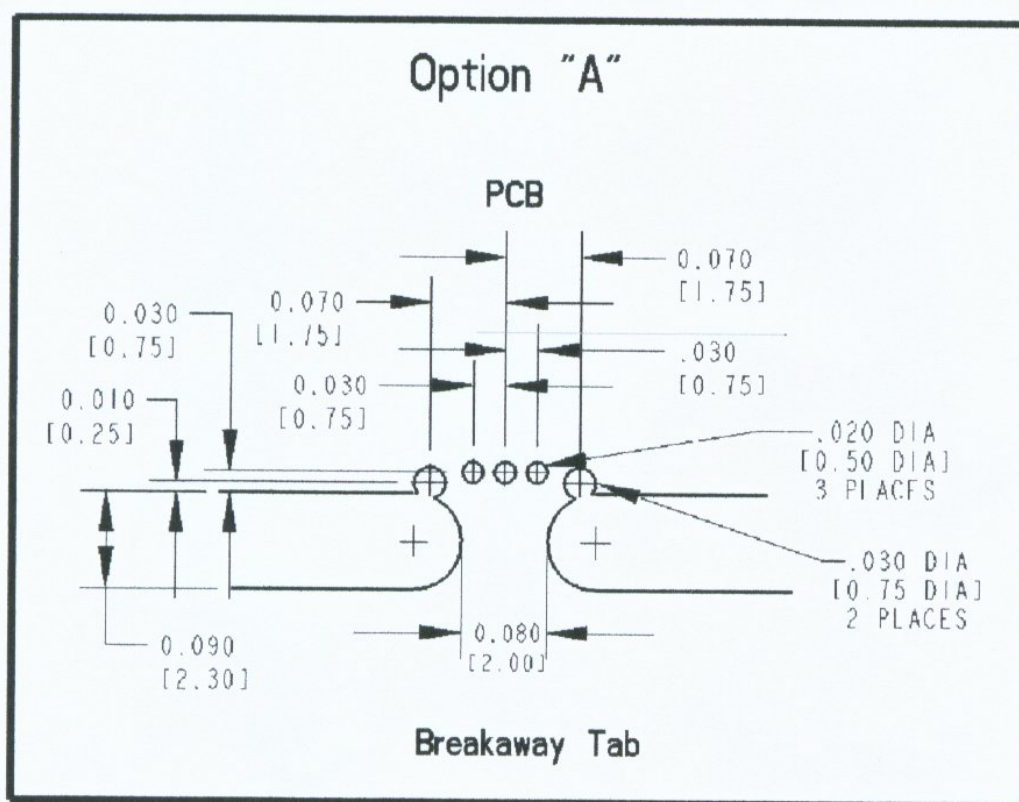 Option "A"
PCB
0.070
[1.75]
0.070
[1.75]
0.030
[0.75]
.030
[0.75]
0.030
[0.75]
0.010
[0.25]
.020 DIA
[0.50 DIA]
3 PLACES
.030 DIA
[0.75 DIA]
2 PLACES
0.080
[2.00]
0.090
[2.30]
Breakaway Tab